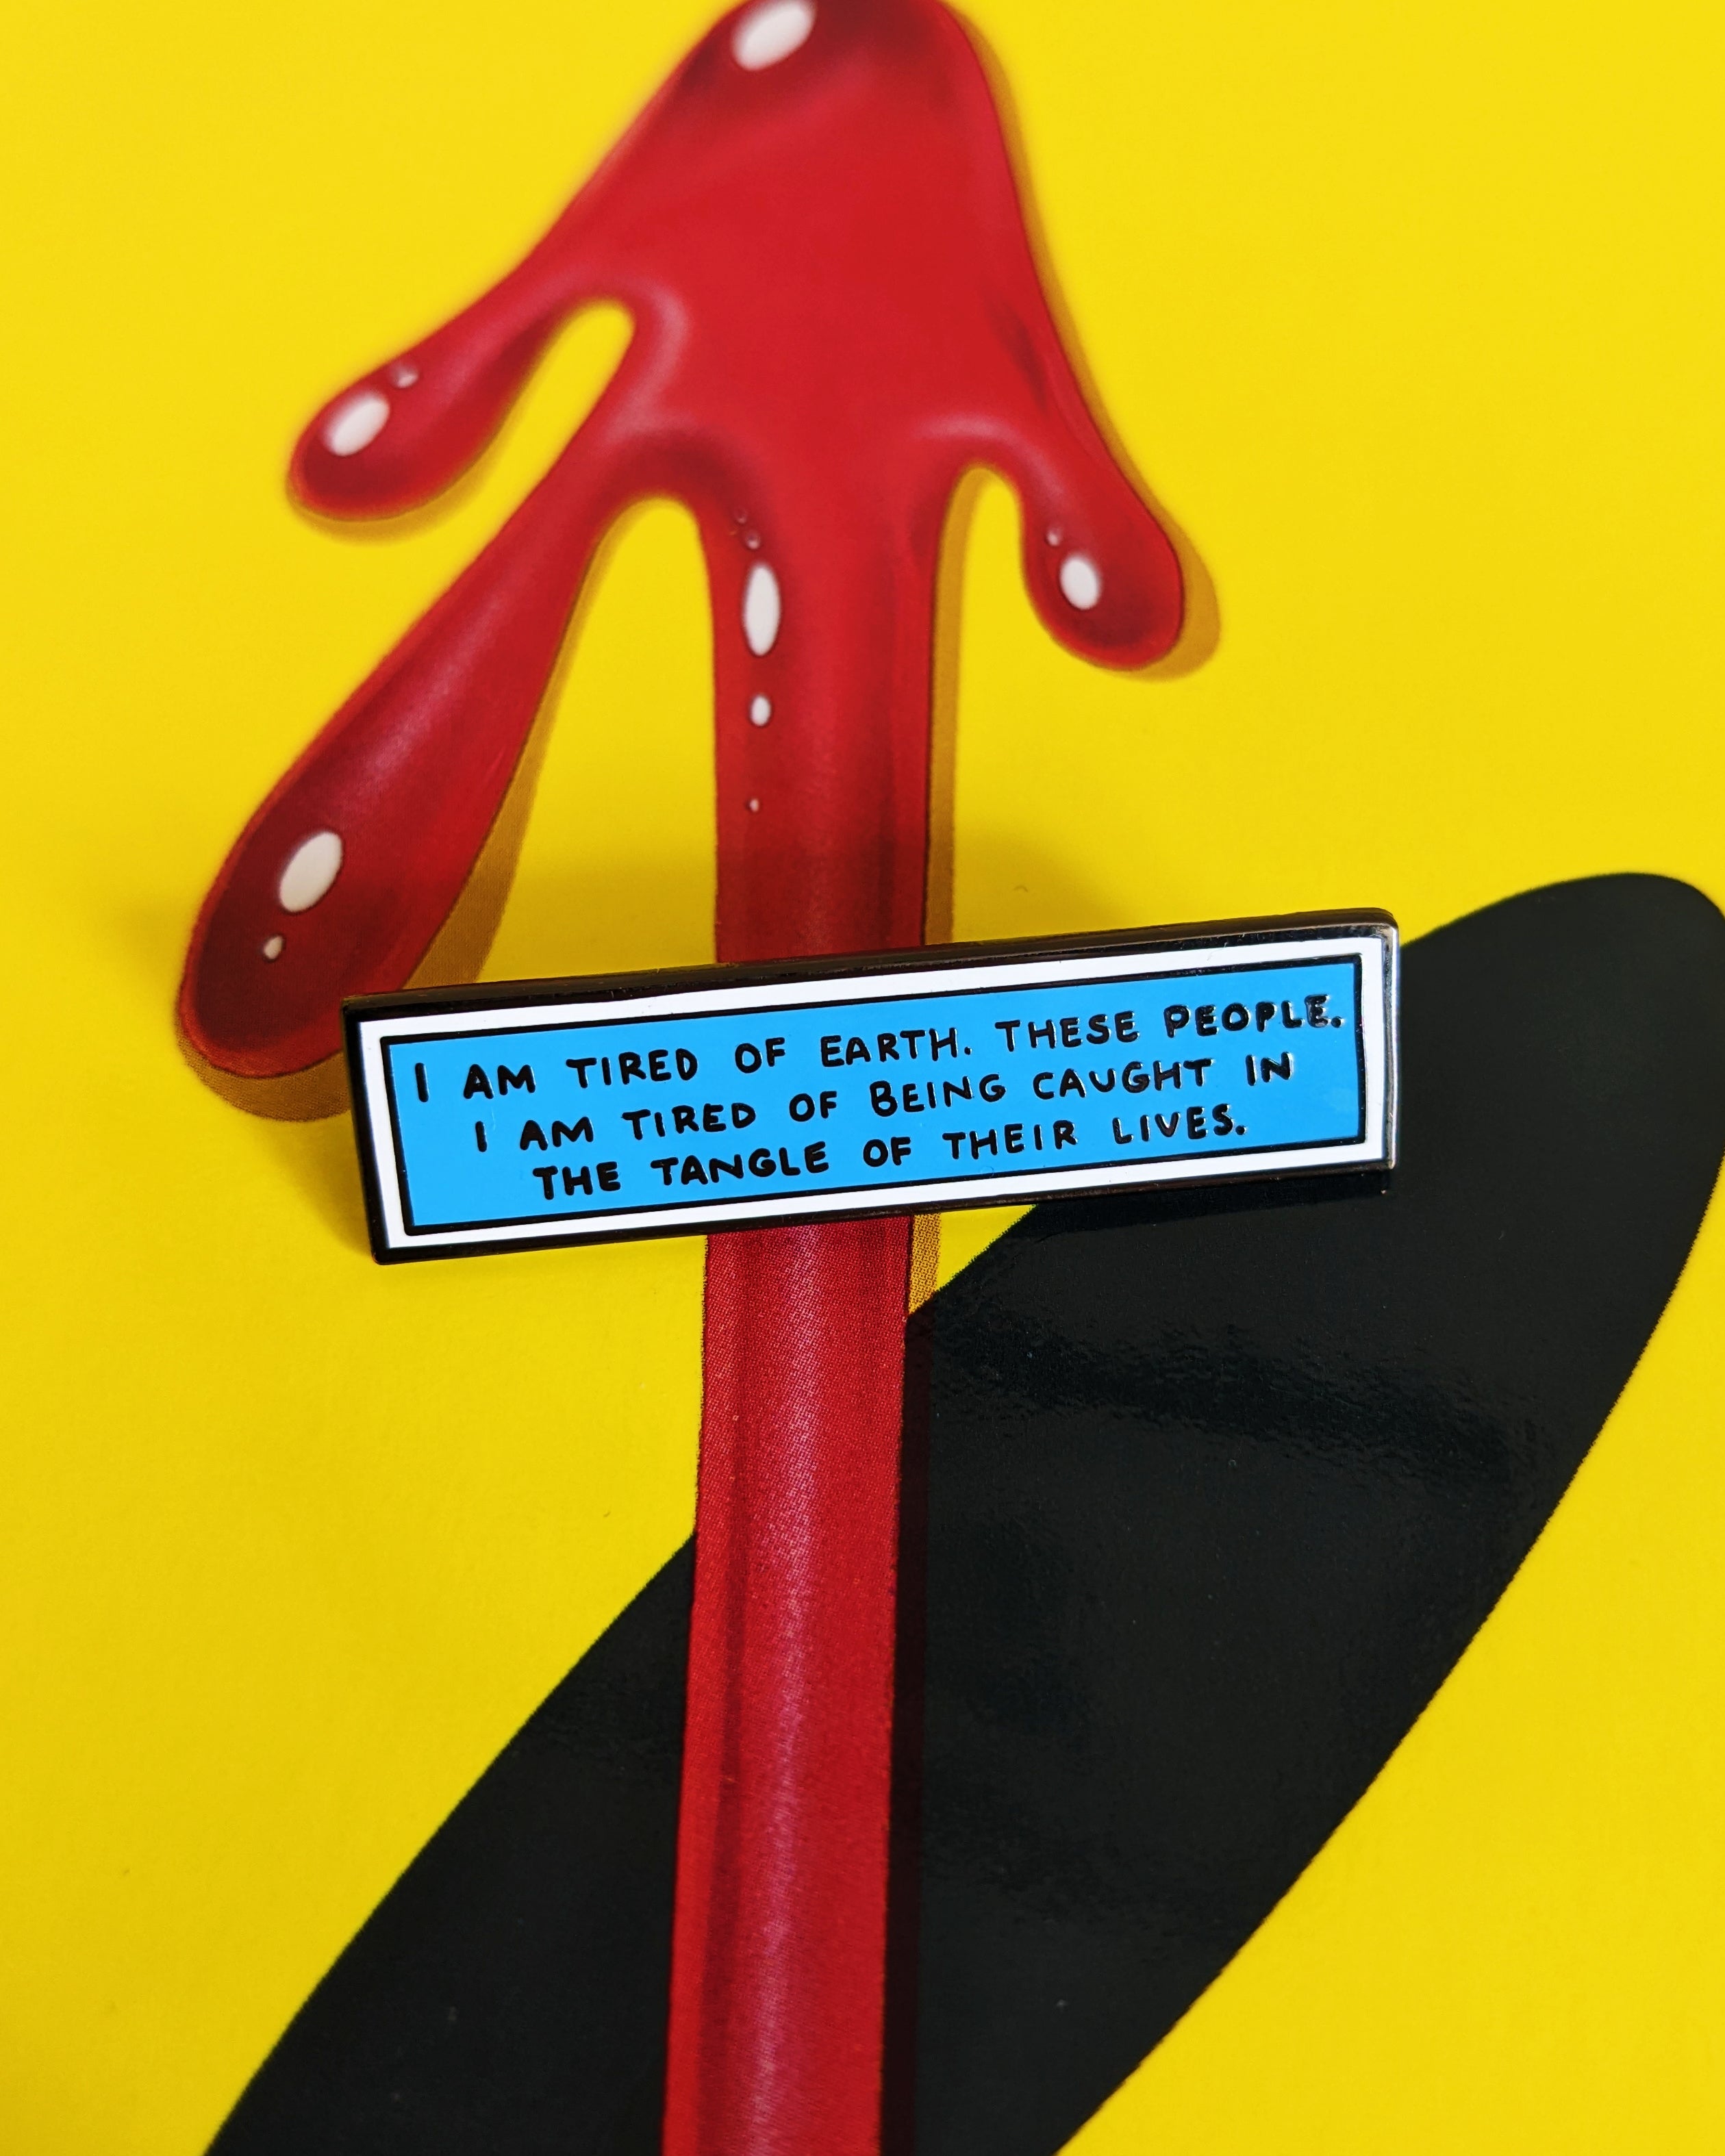 I AM TIRED OF EARTH. THESE PEOPLE.
I AM TIRED OF BEING CAUGHT IN
THE TANGLE OF THEIR LIVES.